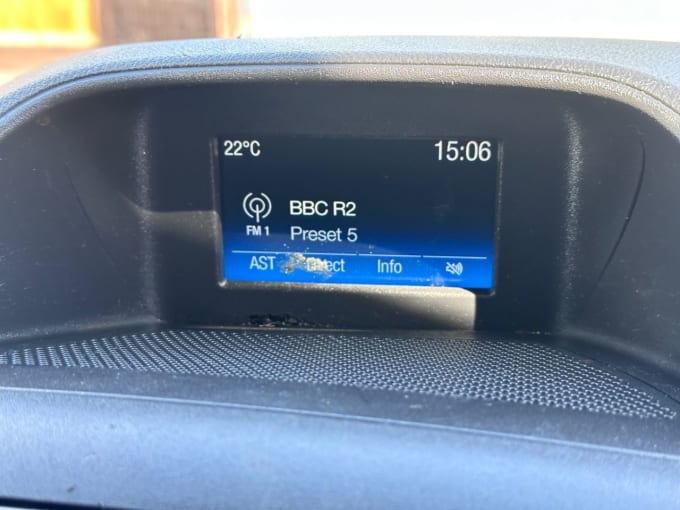 22°C 15:06
BBC R2
FM 1 Preset 5
AST Info